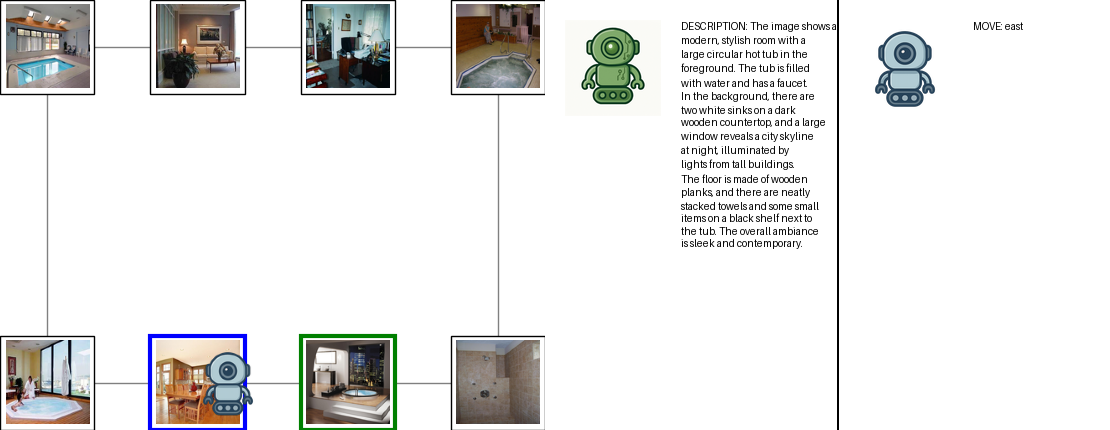 DESCRIPTION: The image shows a
modern, stylish room with a
large circular hot tub in the
foreground. The tub is filled
with water and has a faucet.
In the background, there are
two white sinks on a dark
wooden countertop, and a large
window reveals a city skyline
at night, illuminated by
lights from tall buildings.
The floor is made of wooden
planks, and there are neatly
stacked towels and some small
items on a black shelf next to
the tub. The overall ambiance
is sleek and contemporary.
MOVE: east